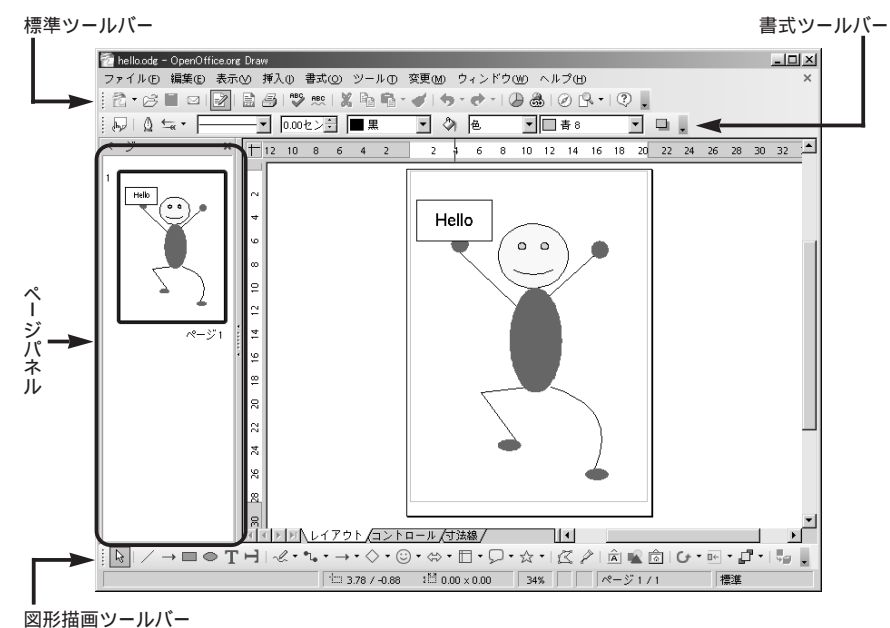 標準ツールバー
書式ツールバー
hello.odg - OpenOffice.org Draw
ファイル(F) 編集(E) 表示(V) 挿入(I) 書式(O) ツール(T) 変更(M) ウィンドウ(W) ヘルプ(H)
0.00セン 黒 色 青 8
12 10 8 6 4 2 2 4 6 8 10 12 14 16 18 20 22 24 26 28 30 32
1
Hello
ページ 1
ページパネル
2 4 6 8 10 12 14 16 18 20 22 24 26 28 30
Hello
レイアウト コントロール 寸法線
3.78 / -0.88 0.00 x 0.00 34% ページ 1 / 1 標準
図形描画ツールバー